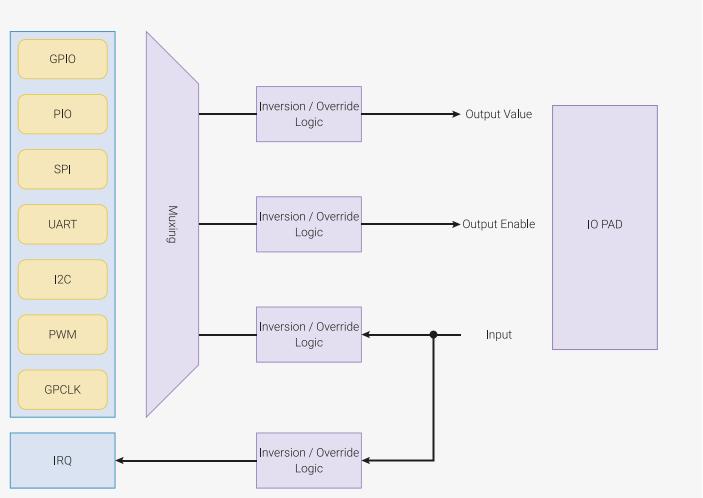 GPIO
PIO
SPI
UART
I2C
PWM
GPCLK
IRQ
Muxing
Inversion / Override
Logic
Output Value
Inversion / Override
Logic
Output Enable
Inversion / Override
Logic
Input
Inversion / Override
Logic
IO PAD